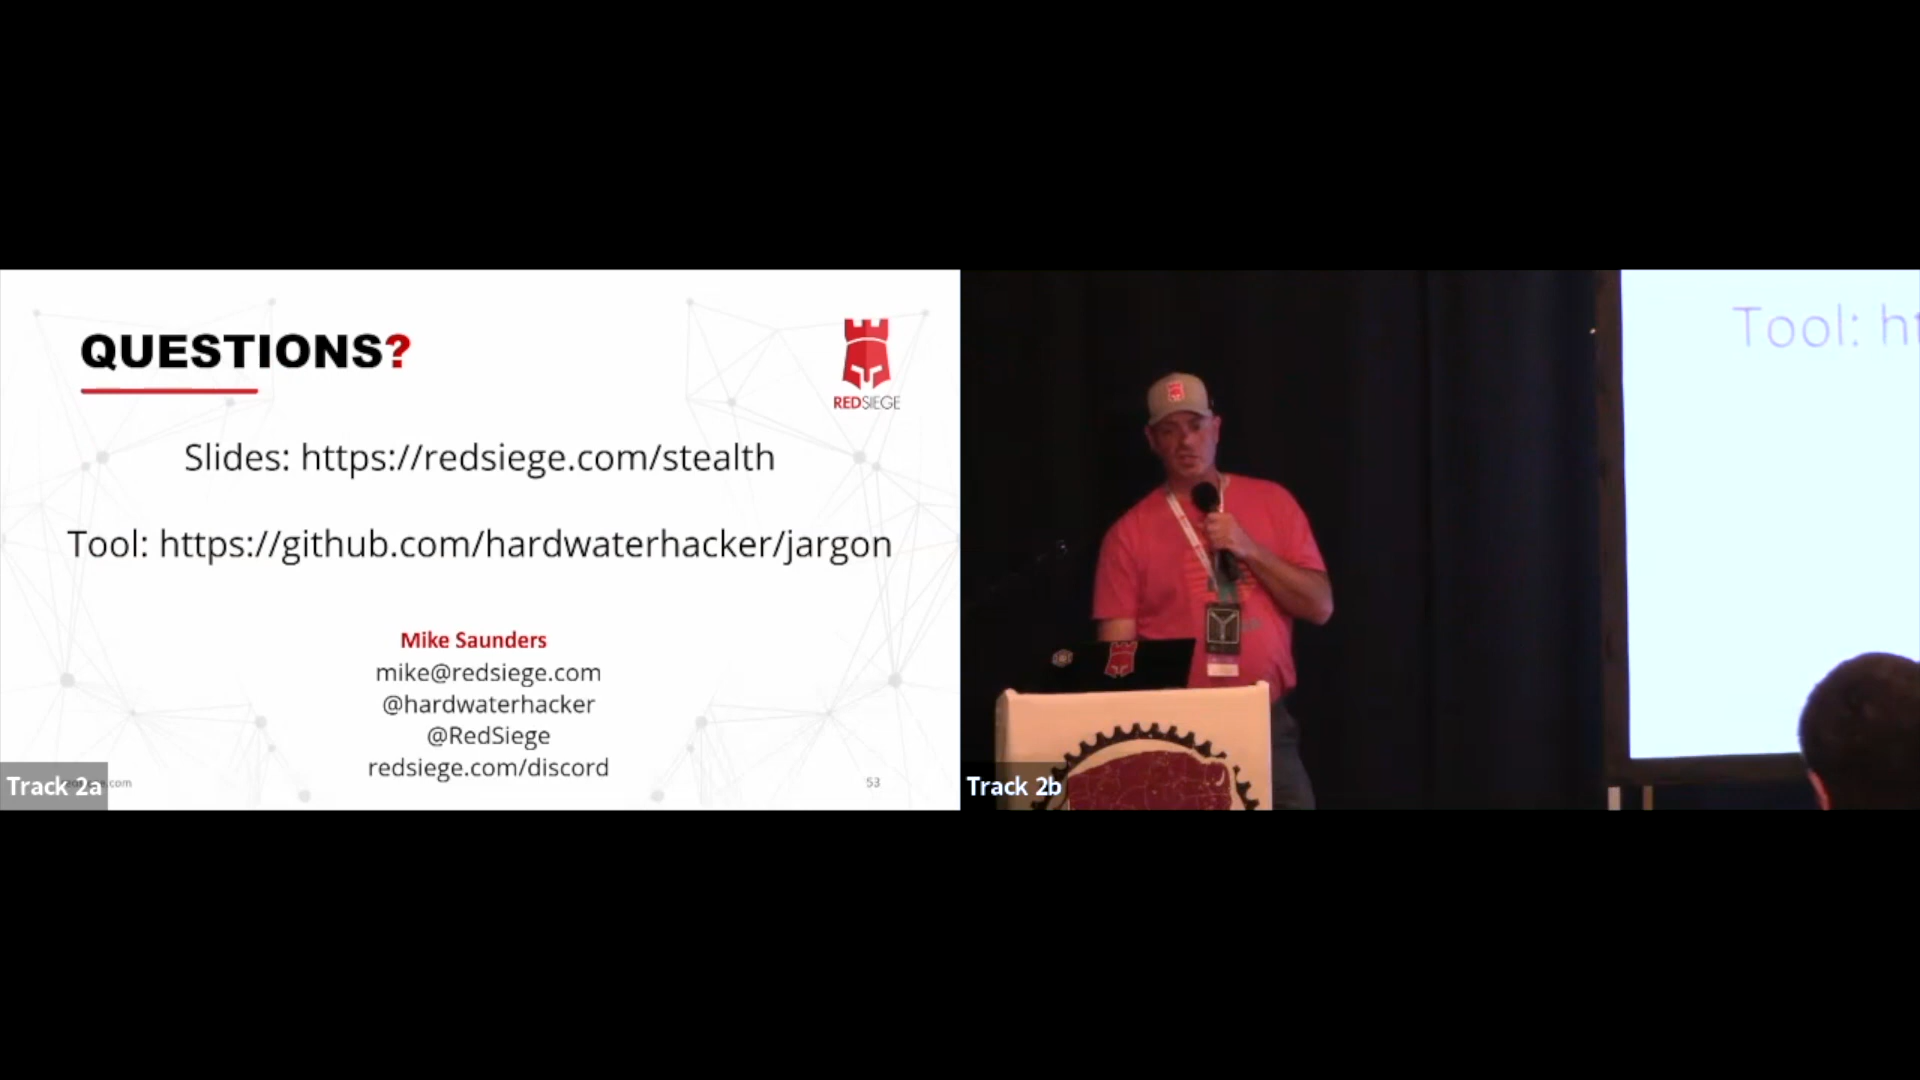 QUESTIONS?
REDSIEGE
Slides: https://redsiege.com/stealth
Tool: https://github.com/hardwaterhacker/jargon
Mike Saunders
mike@redsiege.com
@hardwaterhacker
@RedSiege
redsiege.com/discord
53
Track 2a
.com
Tool: ht
Track 2b